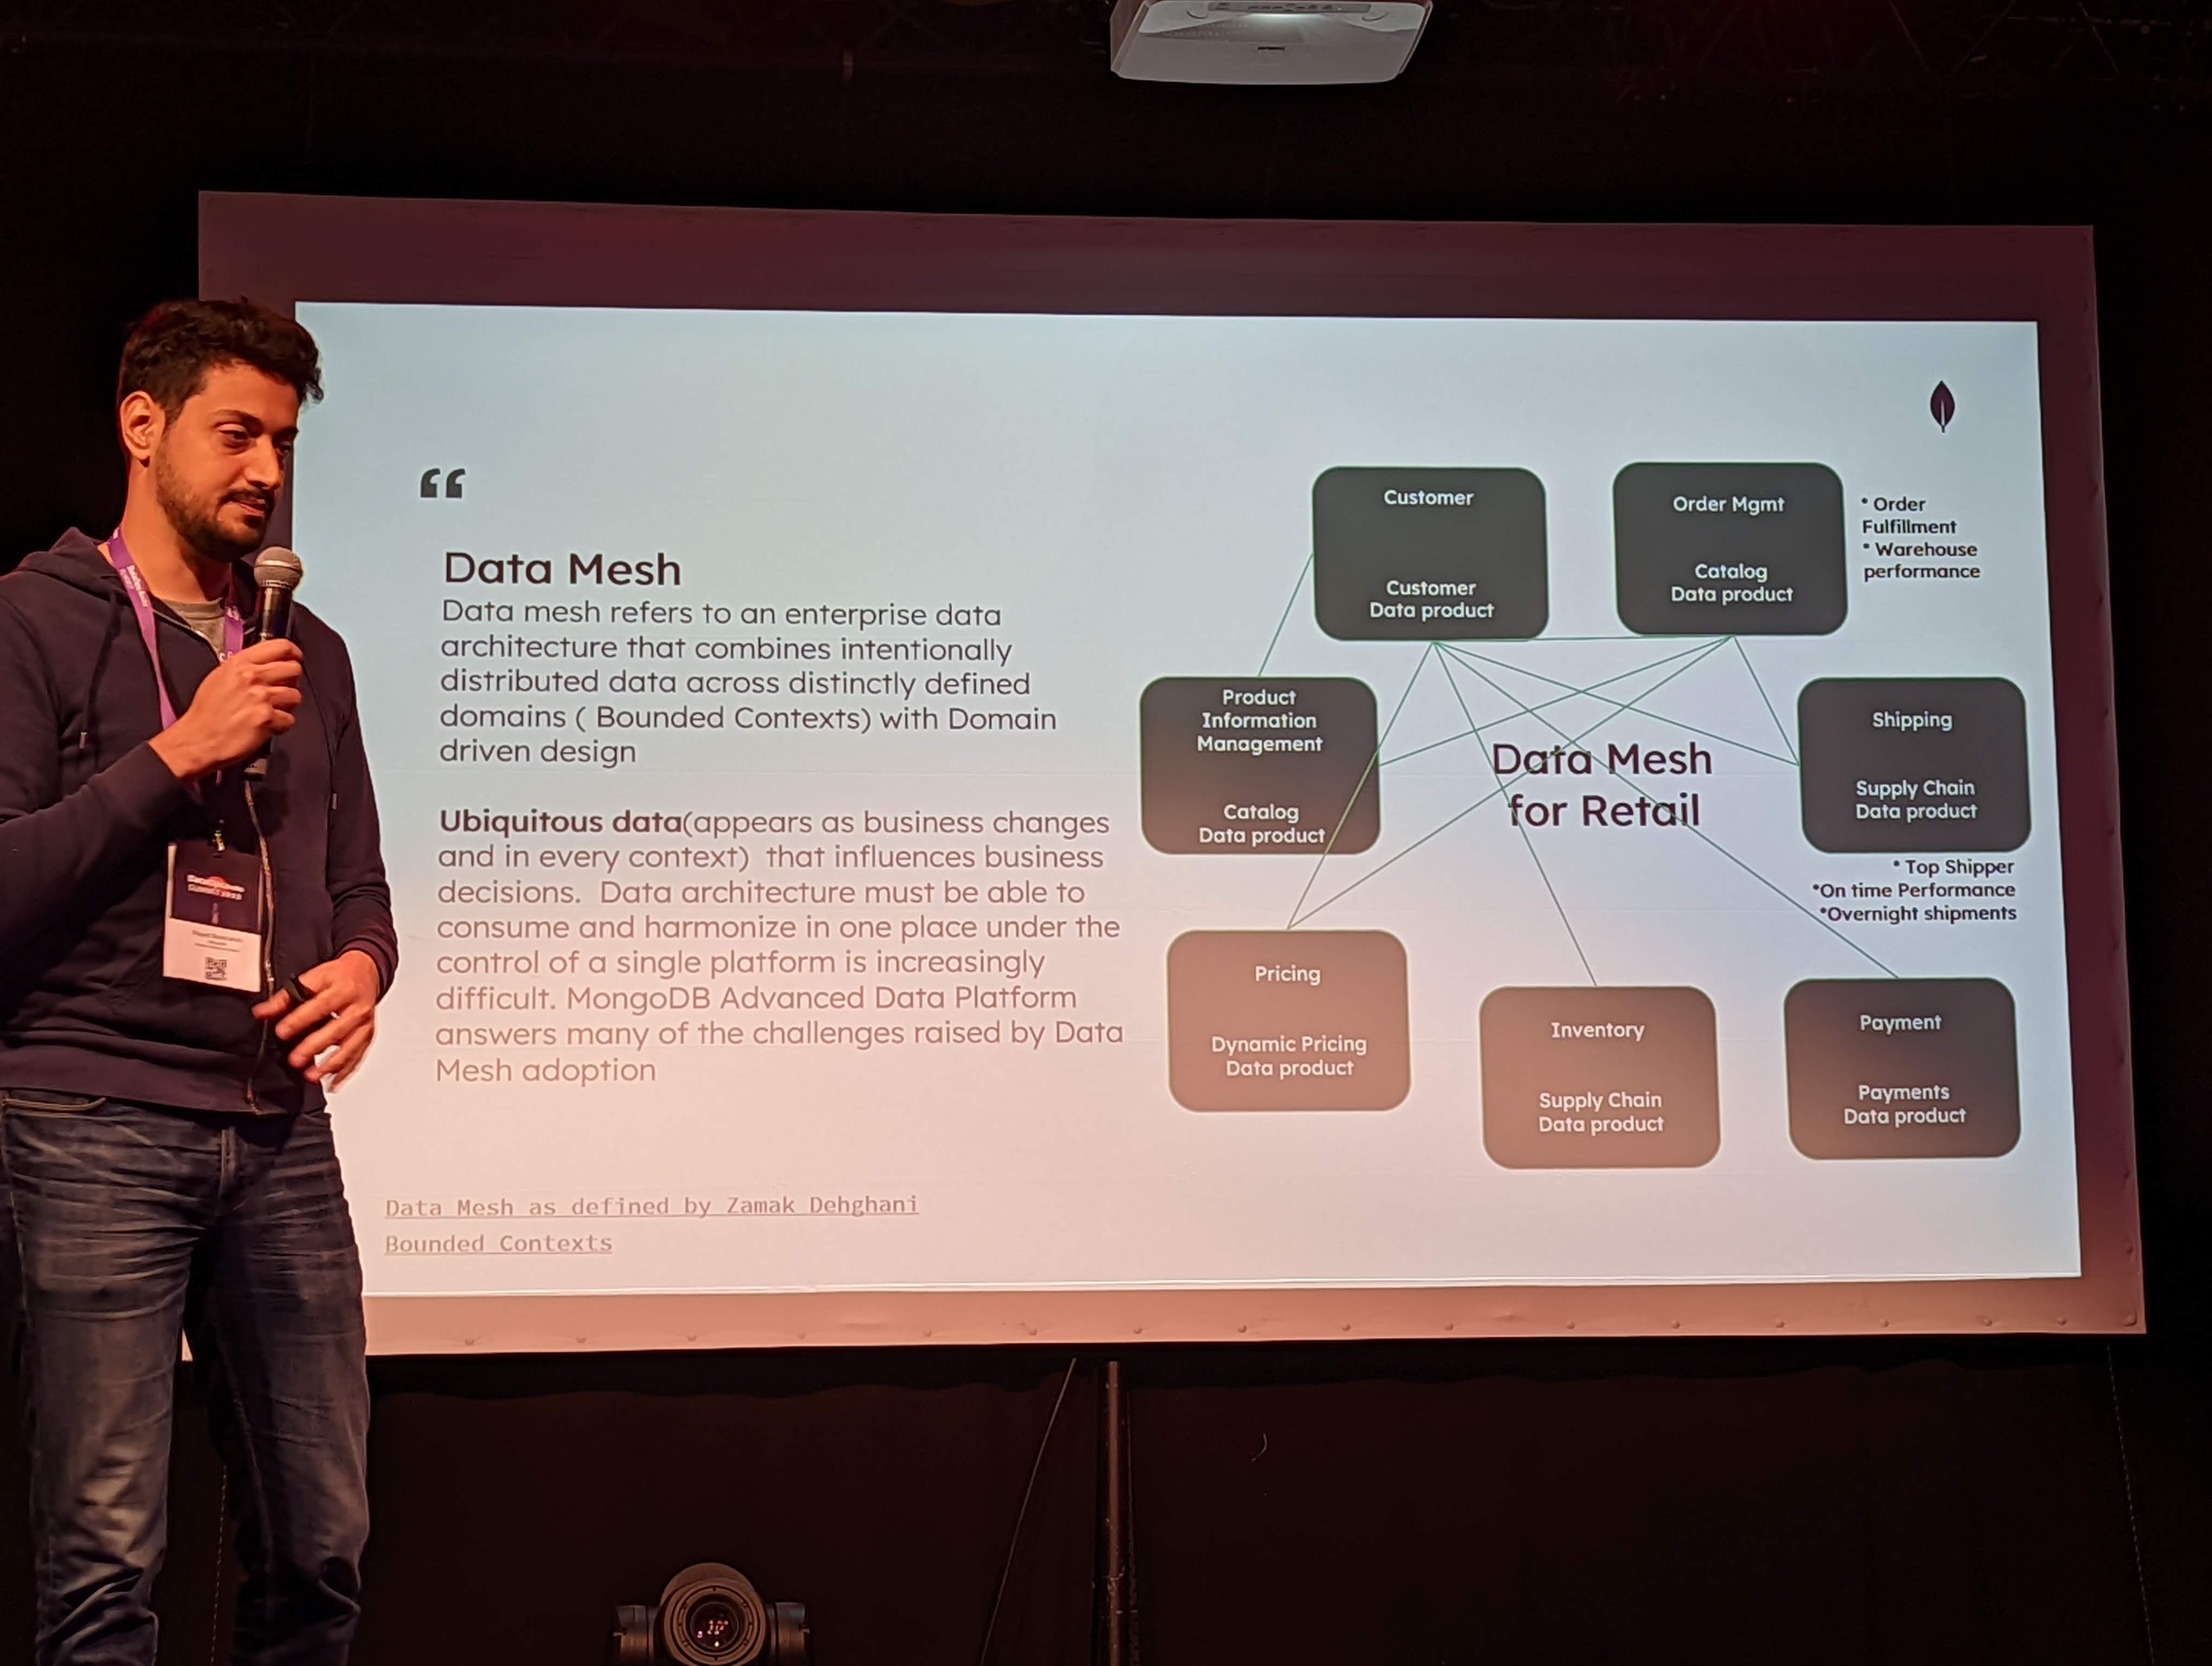 “
Data Mesh
Data mesh refers to an enterprise data
architecture that combines intentionally
distributed data across distinctly defined
domains ( Bounded Contexts) with Domain
driven design
Ubiquitous data(appears as business changes
and in every context)  that influences business
decisions.  Data architecture must be able to
consume and harmonize in one place under the
control of a single platform is increasingly
difficult. MongoDB Advanced Data Platform
answers many of the challenges raised by Data
Mesh adoption
Data Mesh as defined by Zamak Dehghani
Bounded Contexts
Customer
Customer
Data product
Order Mgmt
Catalog
Data product
* Order
Fulfillment
* Warehouse
performance
Product
Information
Management
Catalog
Data product
Data Mesh
for Retail
Shipping
Supply Chain
Data product
* Top Shipper
*On time Performance
*Overnight shipments
Pricing
Dynamic Pricing
Data product
Inventory
Supply Chain
Data product
Payment
Payments
Data product